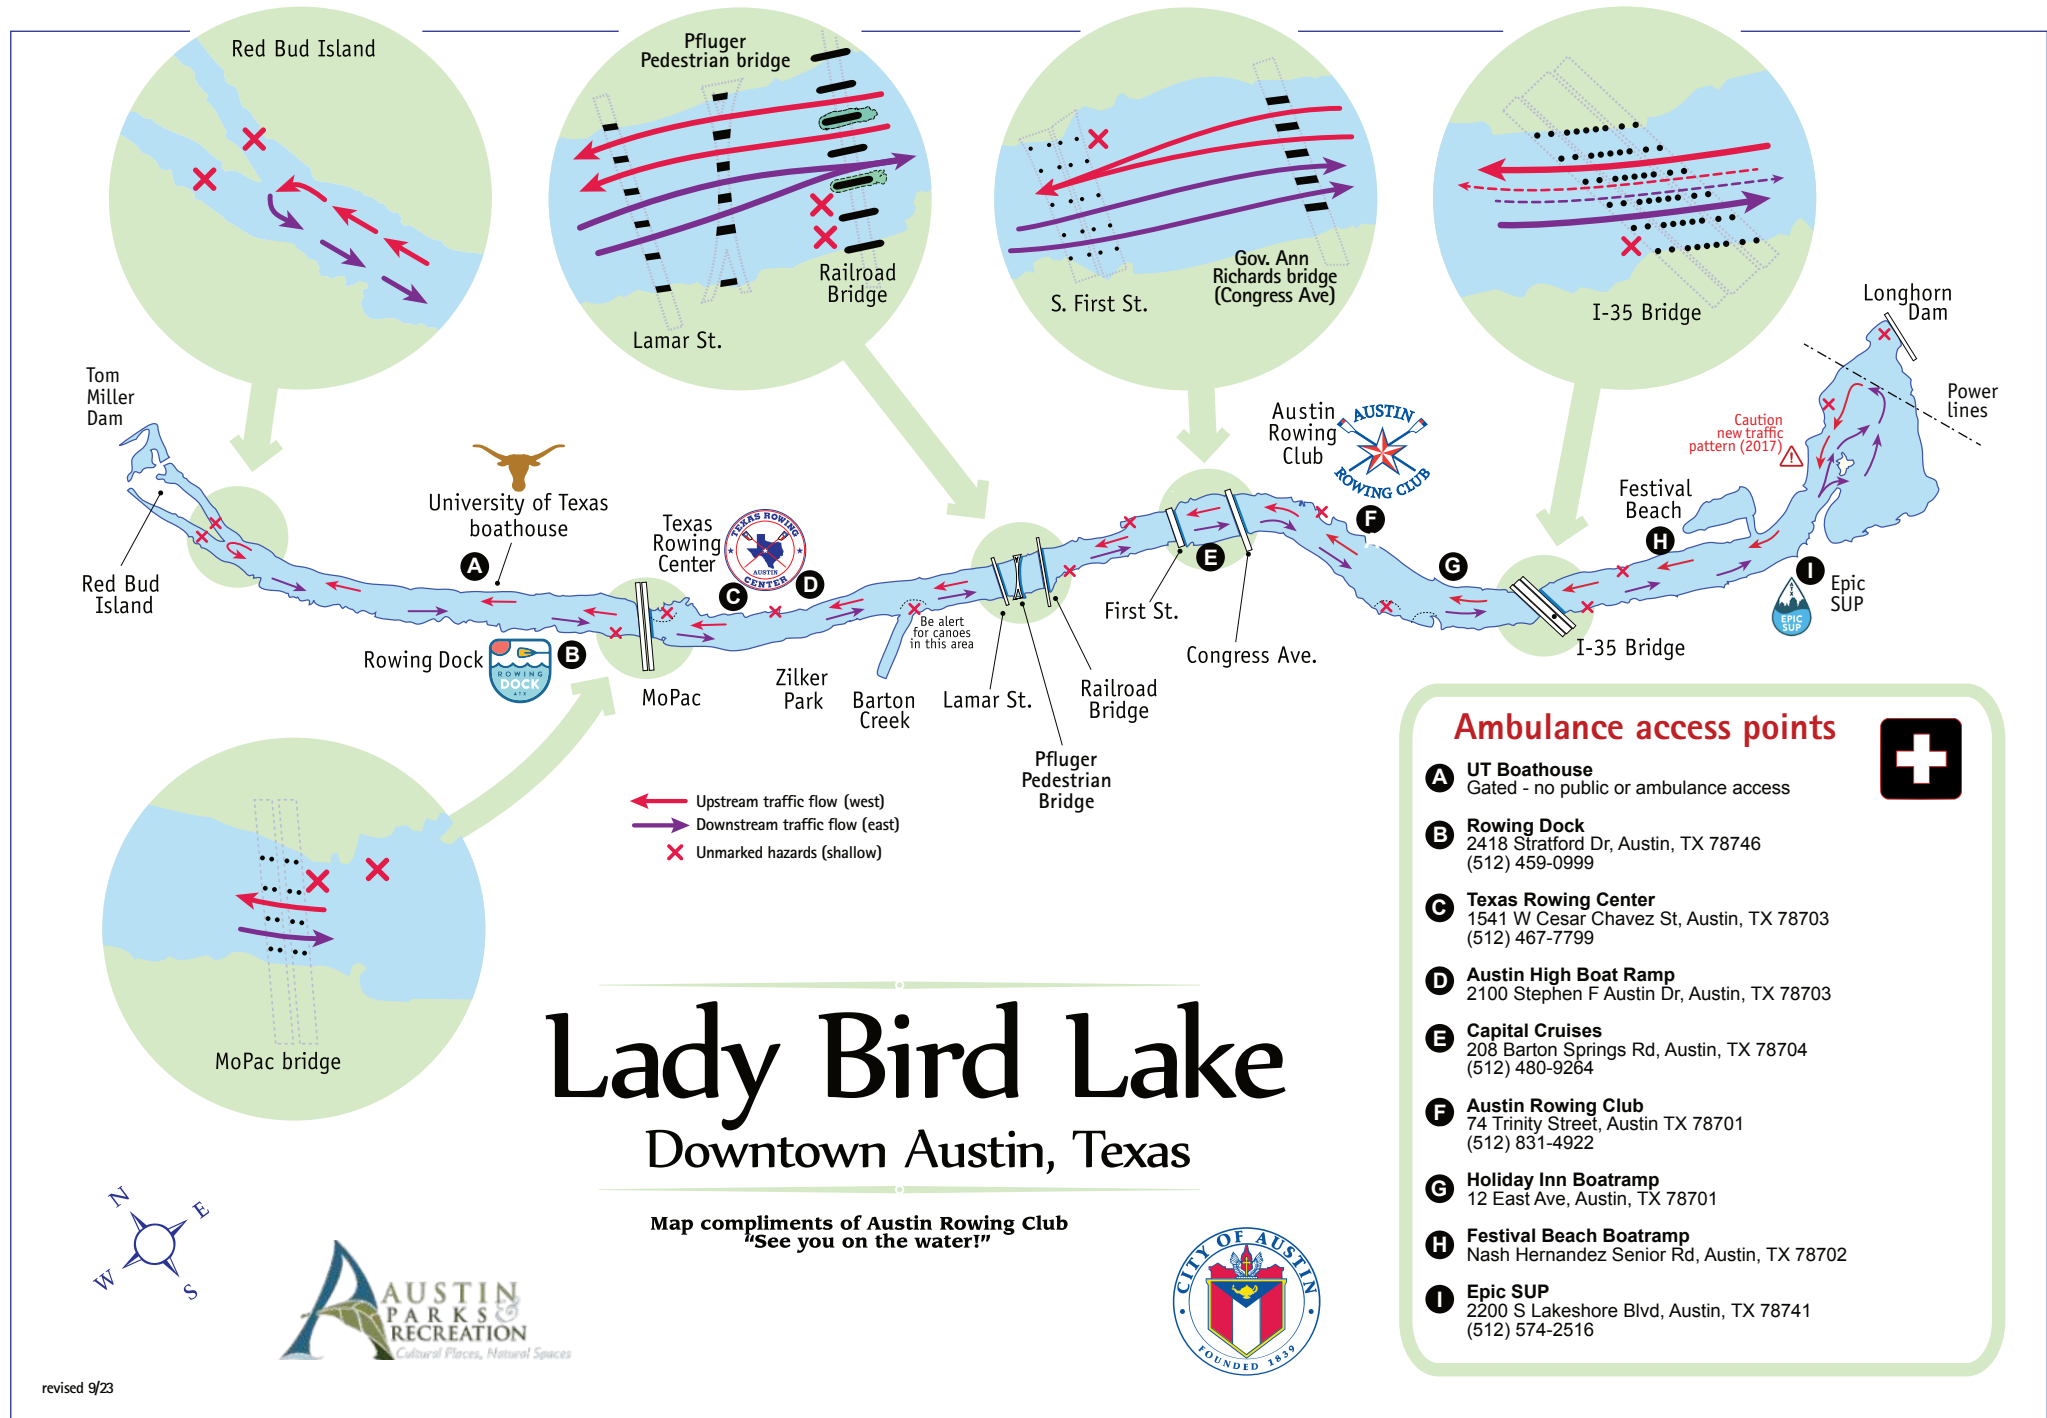 Red Bud Island
Pfluger
Pedestrian bridge
Railroad
Bridge
Lamar St.
S. First St.
Gov. Ann
Richards bridge
(Congress Ave)
I-35 Bridge
Longhorn
Dam
Power
lines
Caution
new traffic
pattern (2017)
Tom
Miller
Dam
Red Bud
Island
University of Texas
boathouse
A
Rowing Dock
ROWING
DOCK
ATX
B
MoPac
Texas
Rowing
Center
TEXAS ROWING
AUSTIN
CENTER
C
D
Zilker
Park
Barton
Creek
Be alert
for canoes
in this area
Lamar St.
Pfluger
Pedestrian
Bridge
Railroad
Bridge
First St.
E
Congress Ave.
Austin
Rowing
Club
AUSTIN
ROWING CLUB
F
G
I-35 Bridge
Festival
Beach
H
I
Epic
SUP
ATX
EPIC
SUP
Upstream traffic flow (west)
Downstream traffic flow (east)
Unmarked hazards (shallow)
MoPac bridge
Lady Bird Lake
Downtown Austin, Texas
Map compliments of Austin Rowing Club
“See you on the water!”
N
E
W
S
AUSTIN
PARKS &
RECREATION
Cultural Places, Natural Spaces
CITY OF AUSTIN
FOUNDED 1839
revised 9/23
Ambulance access points
A UT Boathouse
Gated - no public or ambulance access
B Rowing Dock
2418 Stratford Dr, Austin, TX 78746
(512) 459-0999
C Texas Rowing Center
1541 W Cesar Chavez St, Austin, TX 78703
(512) 467-7799
D Austin High Boat Ramp
2100 Stephen F Austin Dr, Austin, TX 78703
E Capital Cruises
208 Barton Springs Rd, Austin, TX 78704
(512) 480-9264
F Austin Rowing Club
74 Trinity Street, Austin TX 78701
(512) 831-4922
G Holiday Inn Boatramp
12 East Ave, Austin, TX 78701
H Festival Beach Boatramp
Nash Hernandez Senior Rd, Austin, TX 78702
I Epic SUP
2200 S Lakeshore Blvd, Austin, TX 78741
(512) 574-2516